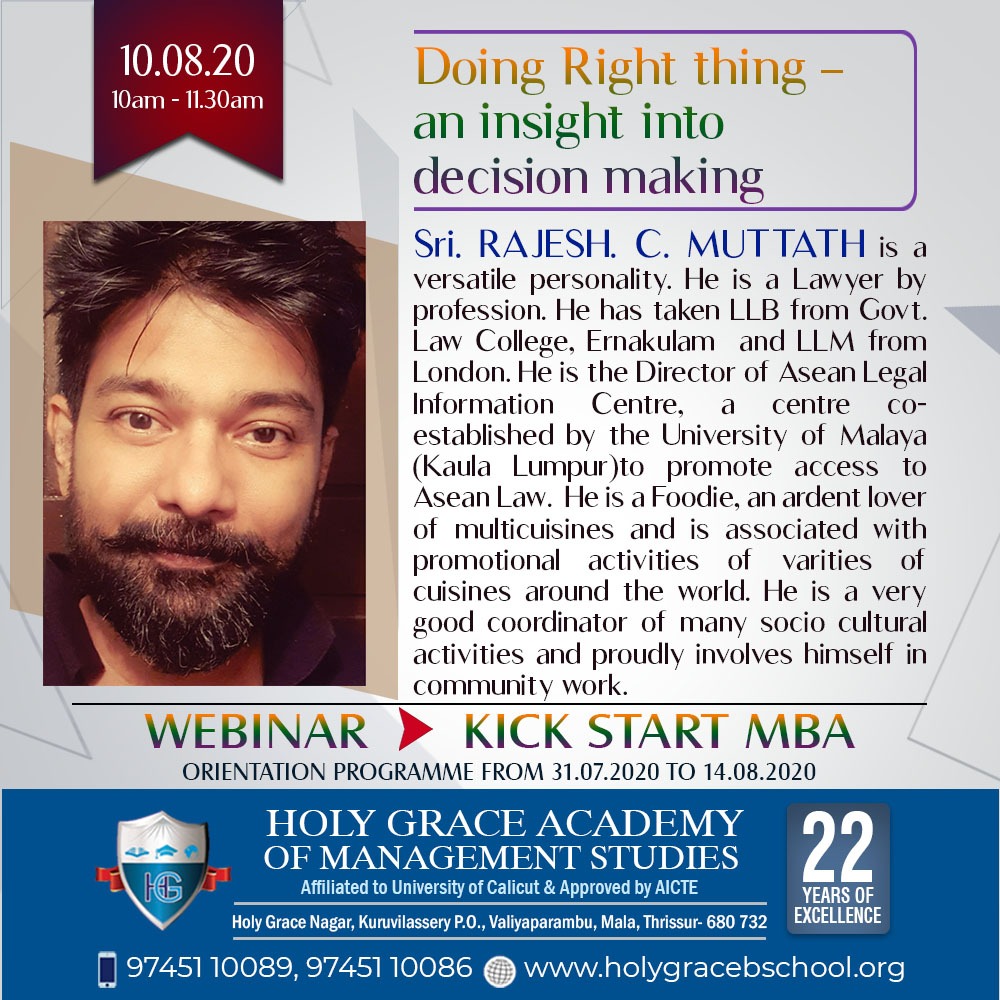 10.08.20
10am - 11.30am
Doing Right thing –
an insight into
decision making
Sri. RAJESH. C. MUTTATH is a
versatile personality. He is a Lawyer by
profession. He has taken LLB from Govt.
Law College, Ernakulam and LLM from
London. He is the Director of Asean Legal
Information Centre, a centre co-
established by the University of Malaya
(Kaula Lumpur)to promote access to
Asean Law. He is a Foodie, an ardent lover
of multicuisines and is associated with
promotional activities of varities of
cuisines around the world. He is a very
good coordinator of many socio cultural
activities and proudly involves himself in
community work.
WEBINAR KICK START MBA
ORIENTATION PROGRAMME FROM 31.07.2020 TO 14.08.2020
HG
HOLY GRACE ACADEMY
OF MANAGEMENT STUDIES
Affiliated to University of Calicut & Approved by AICTE
Holy Grace Nagar, Kuruvilassery P.O., Valiyaparambu, Mala, Thrissur- 680 732
22
YEARS OF
EXCELLENCE
97451 10089, 97451 10086 www.holygracebschool.org